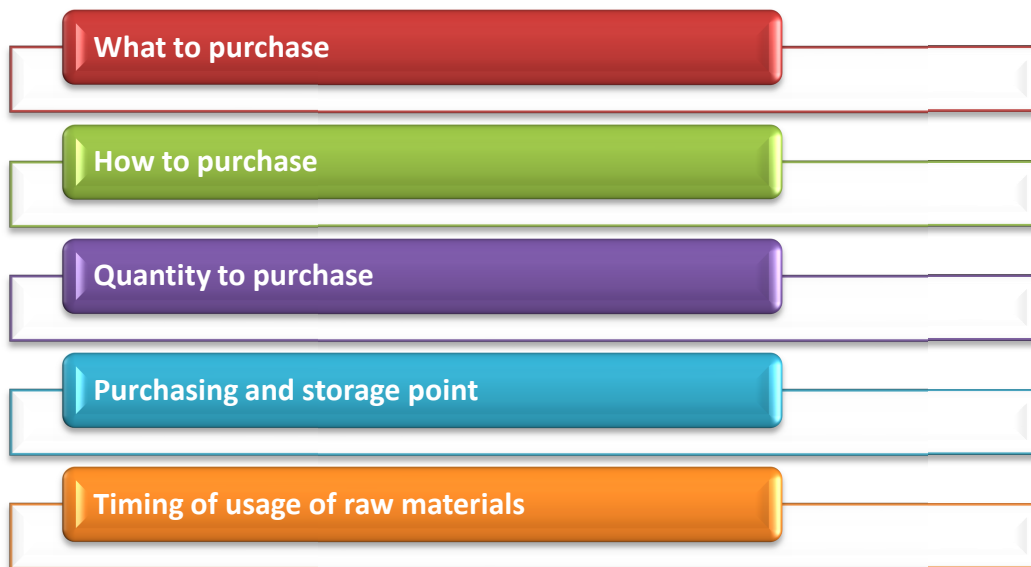 What to purchase
How to purchase
Quantity to purchase
Purchasing and storage point
Timing of usage of raw materials